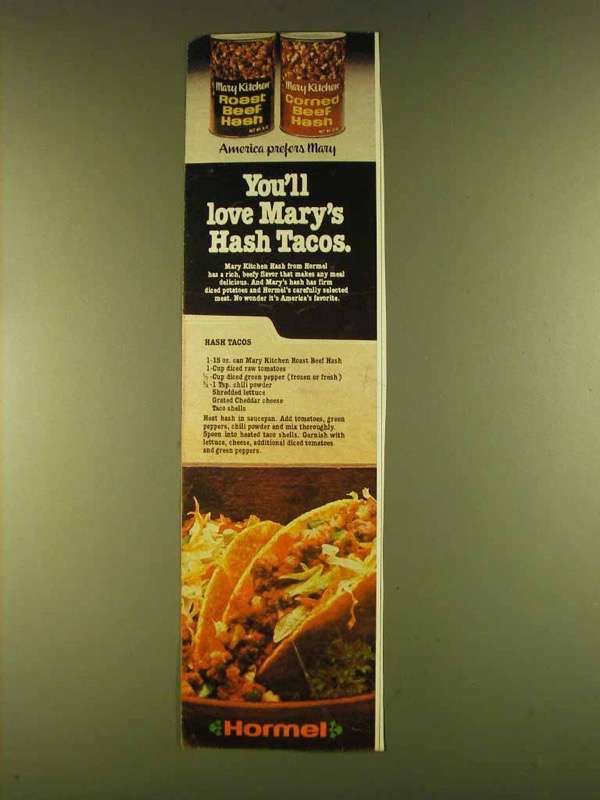 Mary Kitchen
Roast
Beef
Hash
Mary Kitchen
Corned
Beef
Hash
America prefers Mary
You'll
love Mary's
Hash Tacos.
Mary Kitchen Hash from Hormel
has a rich, beefy flavor that makes any meal
delicious. And Mary's hash has firm
diced potatoes and Hormel's carefully selected
meat. No wonder it's America's favorite.
HASH TACOS
1-15 oz. can Mary Kitchen Roast Beef Hash
1-Cup diced raw tomatoes
-Cup diced green pepper (frozen or fresh)
-1 Tsp. chili powder
Shredded lettuce
Grated Cheddar cheese
Taco shells
Heat hash in saucepan. Add tomatoes, green
peppers, chili powder and mix thoroughly.
Spoon into heated taco shells. Garnish with
lettuce, cheese, additional diced tomatoes
and green peppers.
Hormel